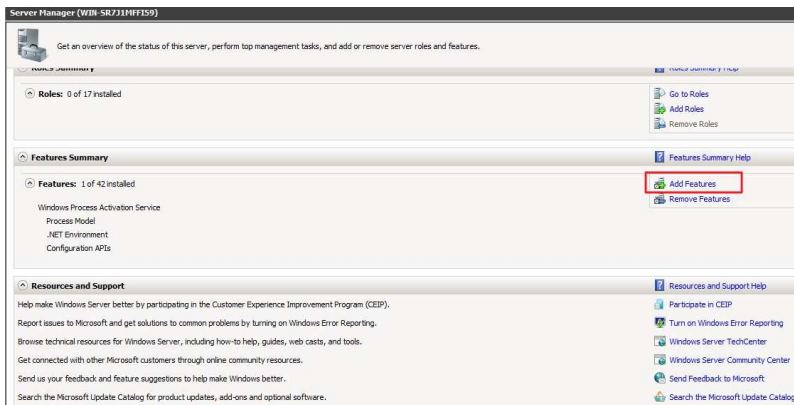 Server Manager (WIN-SR7J1MFFI59)
Get an overview of the status of this server, perform top management tasks, and add or remove server roles and features.
Roles Summary
Roles Summary Help
Roles: 0 of 17 installed
Go to Roles
Add Roles
Remove Roles
Features Summary
Features Summary Help
Features: 1 of 42 installed
Add Features
Remove Features
Windows Process Activation Service
Process Model
.NET Environment
Configuration APIs
Resources and Support
Resources and Support Help
Help make Windows Server better by participating in the Customer Experience Improvement Program (CEIP).
Participate in CEIP
Report issues to Microsoft and get solutions to common problems by turning on Windows Error Reporting.
Turn on Windows Error Reporting
Browse technical resources for Windows Server, including how-to help, guides, web casts, and tools.
Windows Server TechCenter
Get connected with other Microsoft customers through online community resources.
Windows Server Community Center
Send us your feedback and feature suggestions to help make Windows better.
Send Feedback to Microsoft
Search the Microsoft Update Catalog for product updates, add-ons and optional software.
Search the Microsoft Update Catalog